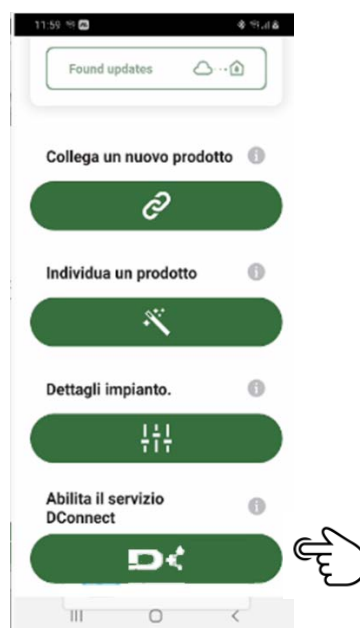 11:59
Found updates
Collega un nuovo prodotto
Individua un prodotto
Dettagli impianto.
Abilita il servizio
DConnect